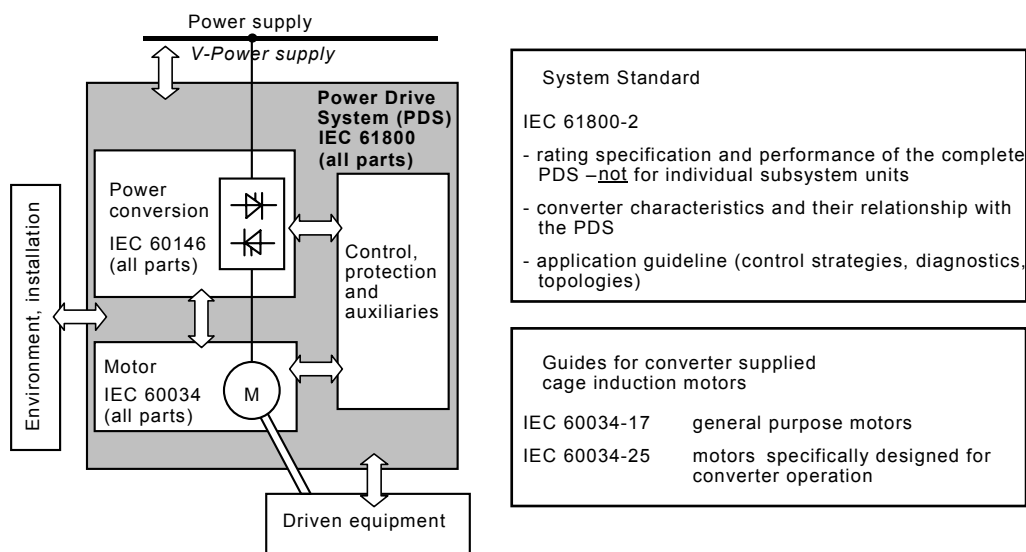 Power supply
V-Power supply
Power Drive
System (PDS)
IEC 61800
(all parts)
Power
conversion
IEC 60146
(all parts)
Control,
protection
and
auxiliaries
Environment, installation
Motor
IEC 60034
(all parts)
M
Driven equipment
System Standard
IEC 61800-2
- rating specification and performance of the complete
PDS –not for individual subsystem units
- converter characteristics and their relationship with
the PDS
- application guideline (control strategies, diagnostics,
topologies)
Guides for converter supplied
cage induction motors
IEC 60034-17 general purpose motors
IEC 60034-25 motors specifically designed for
converter operation